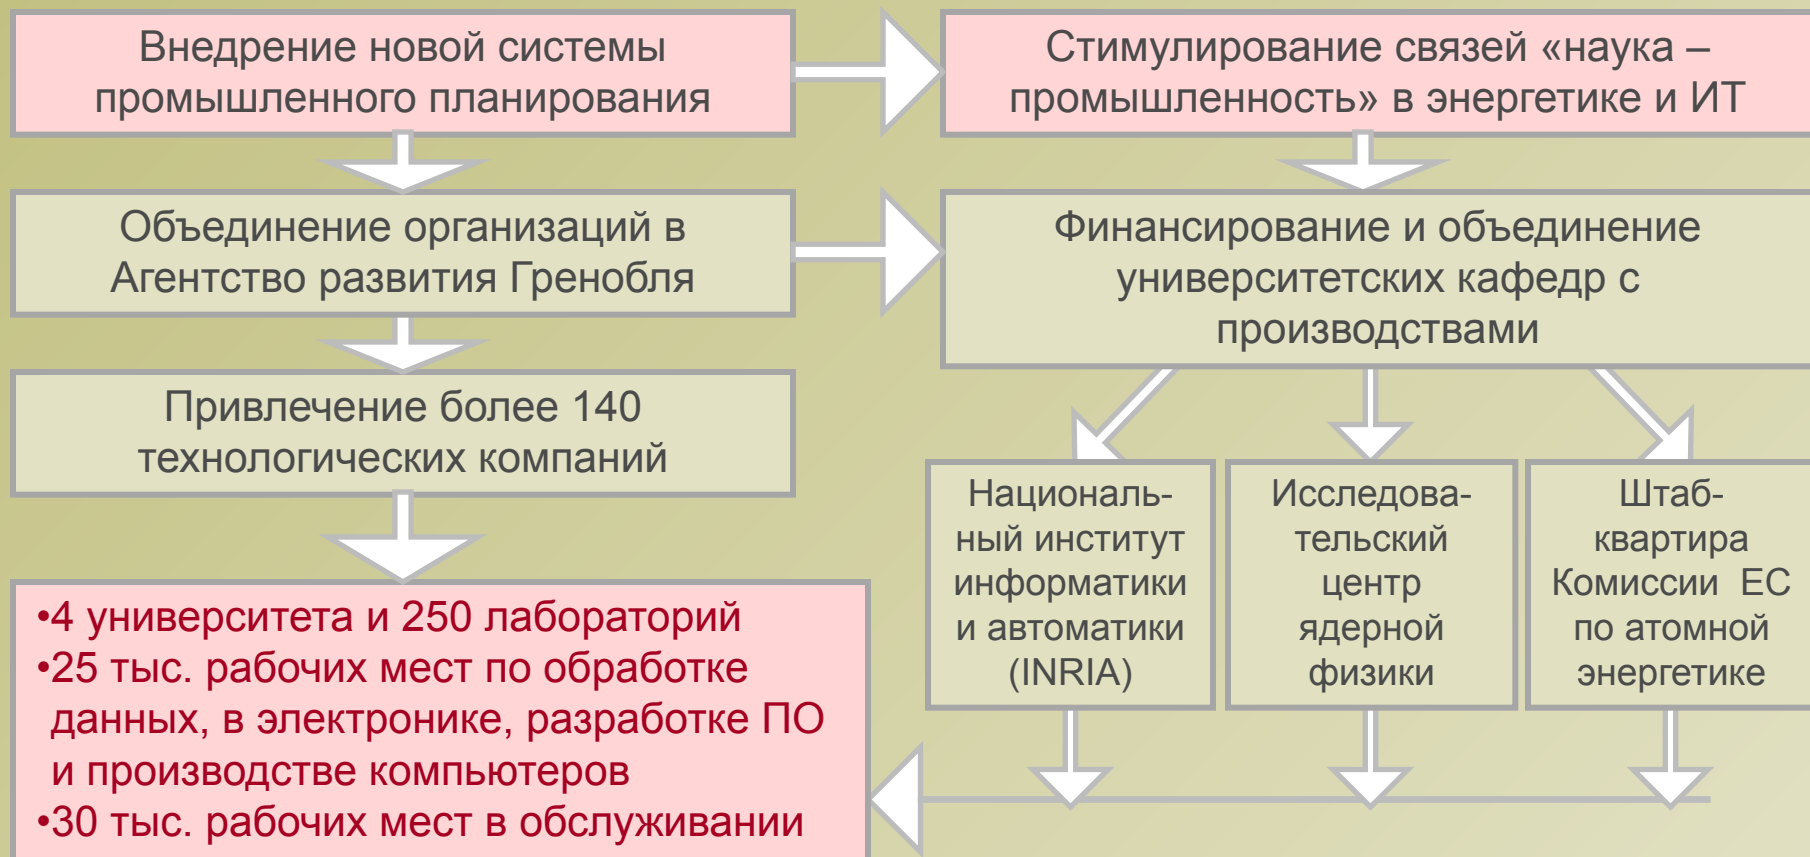 Внедрение новой системы
промышленного планирования
Стимулирование связей «наука –
промышленность» в энергетике и ИТ
Объединение организаций в
Агентство развития Гренобля
Финансирование и объединение
университетских кафедр с
производствами
Привлечение более 140
технологических компаний
Националь-
ный институт
информатики
и автоматики
(INRIA)
Исследова-
тельский
центр
ядерной
физики
Штаб-
квартира
Комиссии ЕС
по атомной
энергетике
•4 университета и 250 лабораторий
•25 тыс. рабочих мест по обработке
данных, в электронике, разработке ПО
и производстве компьютеров
•30 тыс. рабочих мест в обслуживании